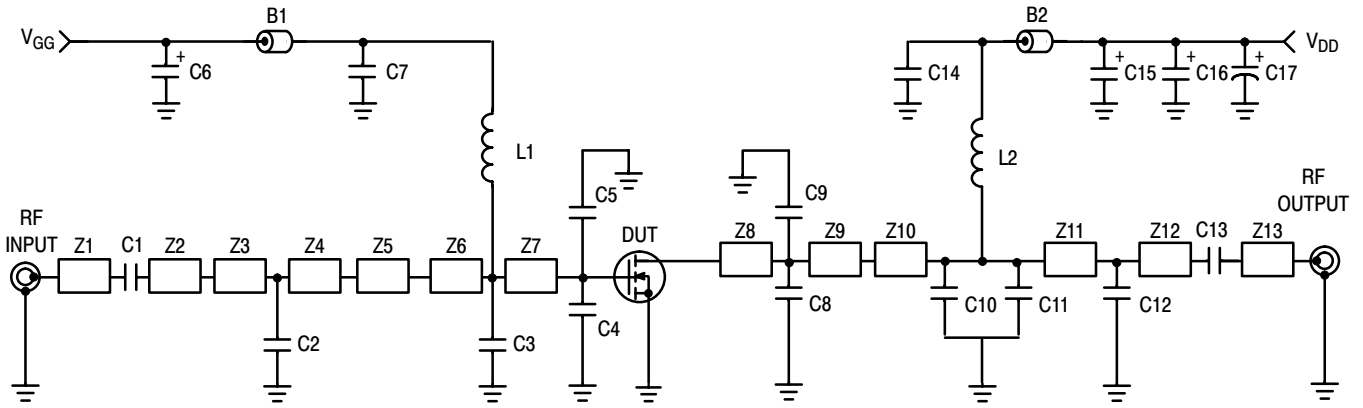 B1
B2
V_GG
V_DD
+
C6
C7
C14
+
C15
+
C16
+
C17
L1
L2
C5
C9
RF
INPUT
RF
OUTPUT
Z1
C1
Z2
Z3
Z4
Z5
Z6
Z7
DUT
Z8
Z9
Z10
Z11
Z12
C13
Z13
C2
C3
C4
C8
C10
C11
C12